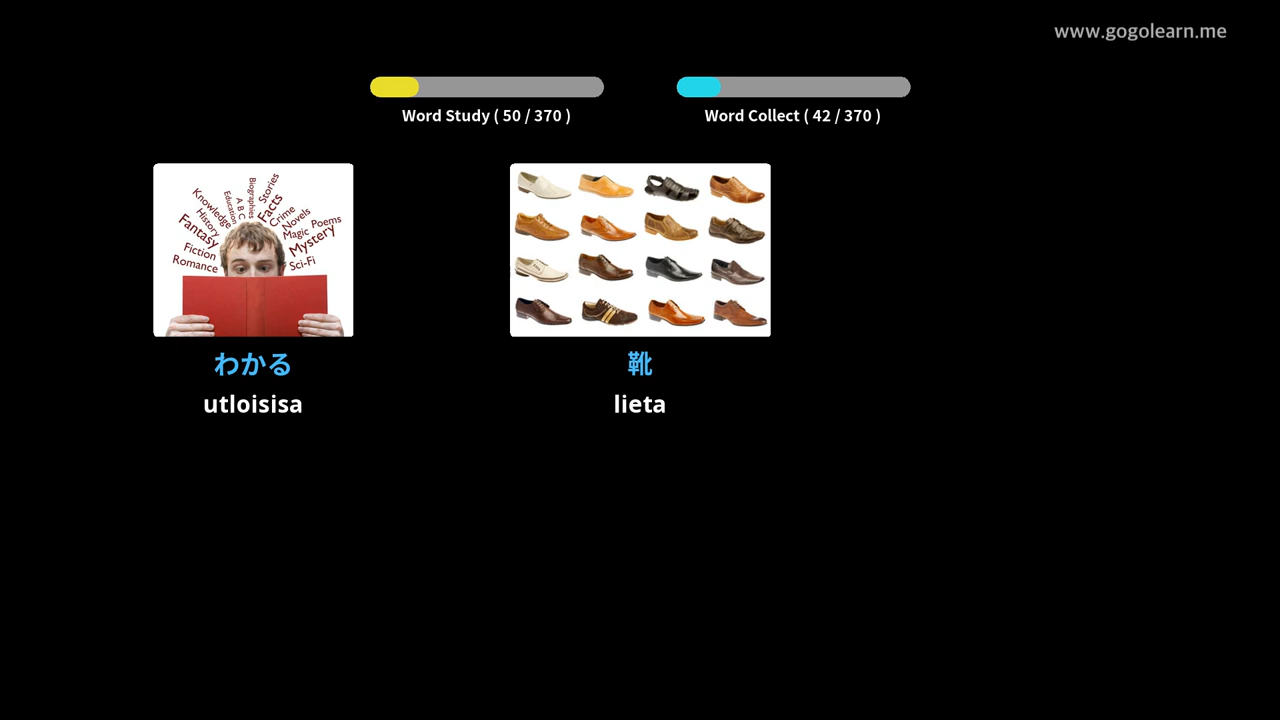 www.gogolearn.me
Word Study ( 50 / 370 )
Word Collect ( 42 / 370 )
Stories
Biographies
Facts
Knowledge
Education
A B C
Crime
History
Novels
Fantasy
Magic
Poems
Mystery
Fiction
Romance
Sci-Fi
わかる
靴
utloisisa
lieta